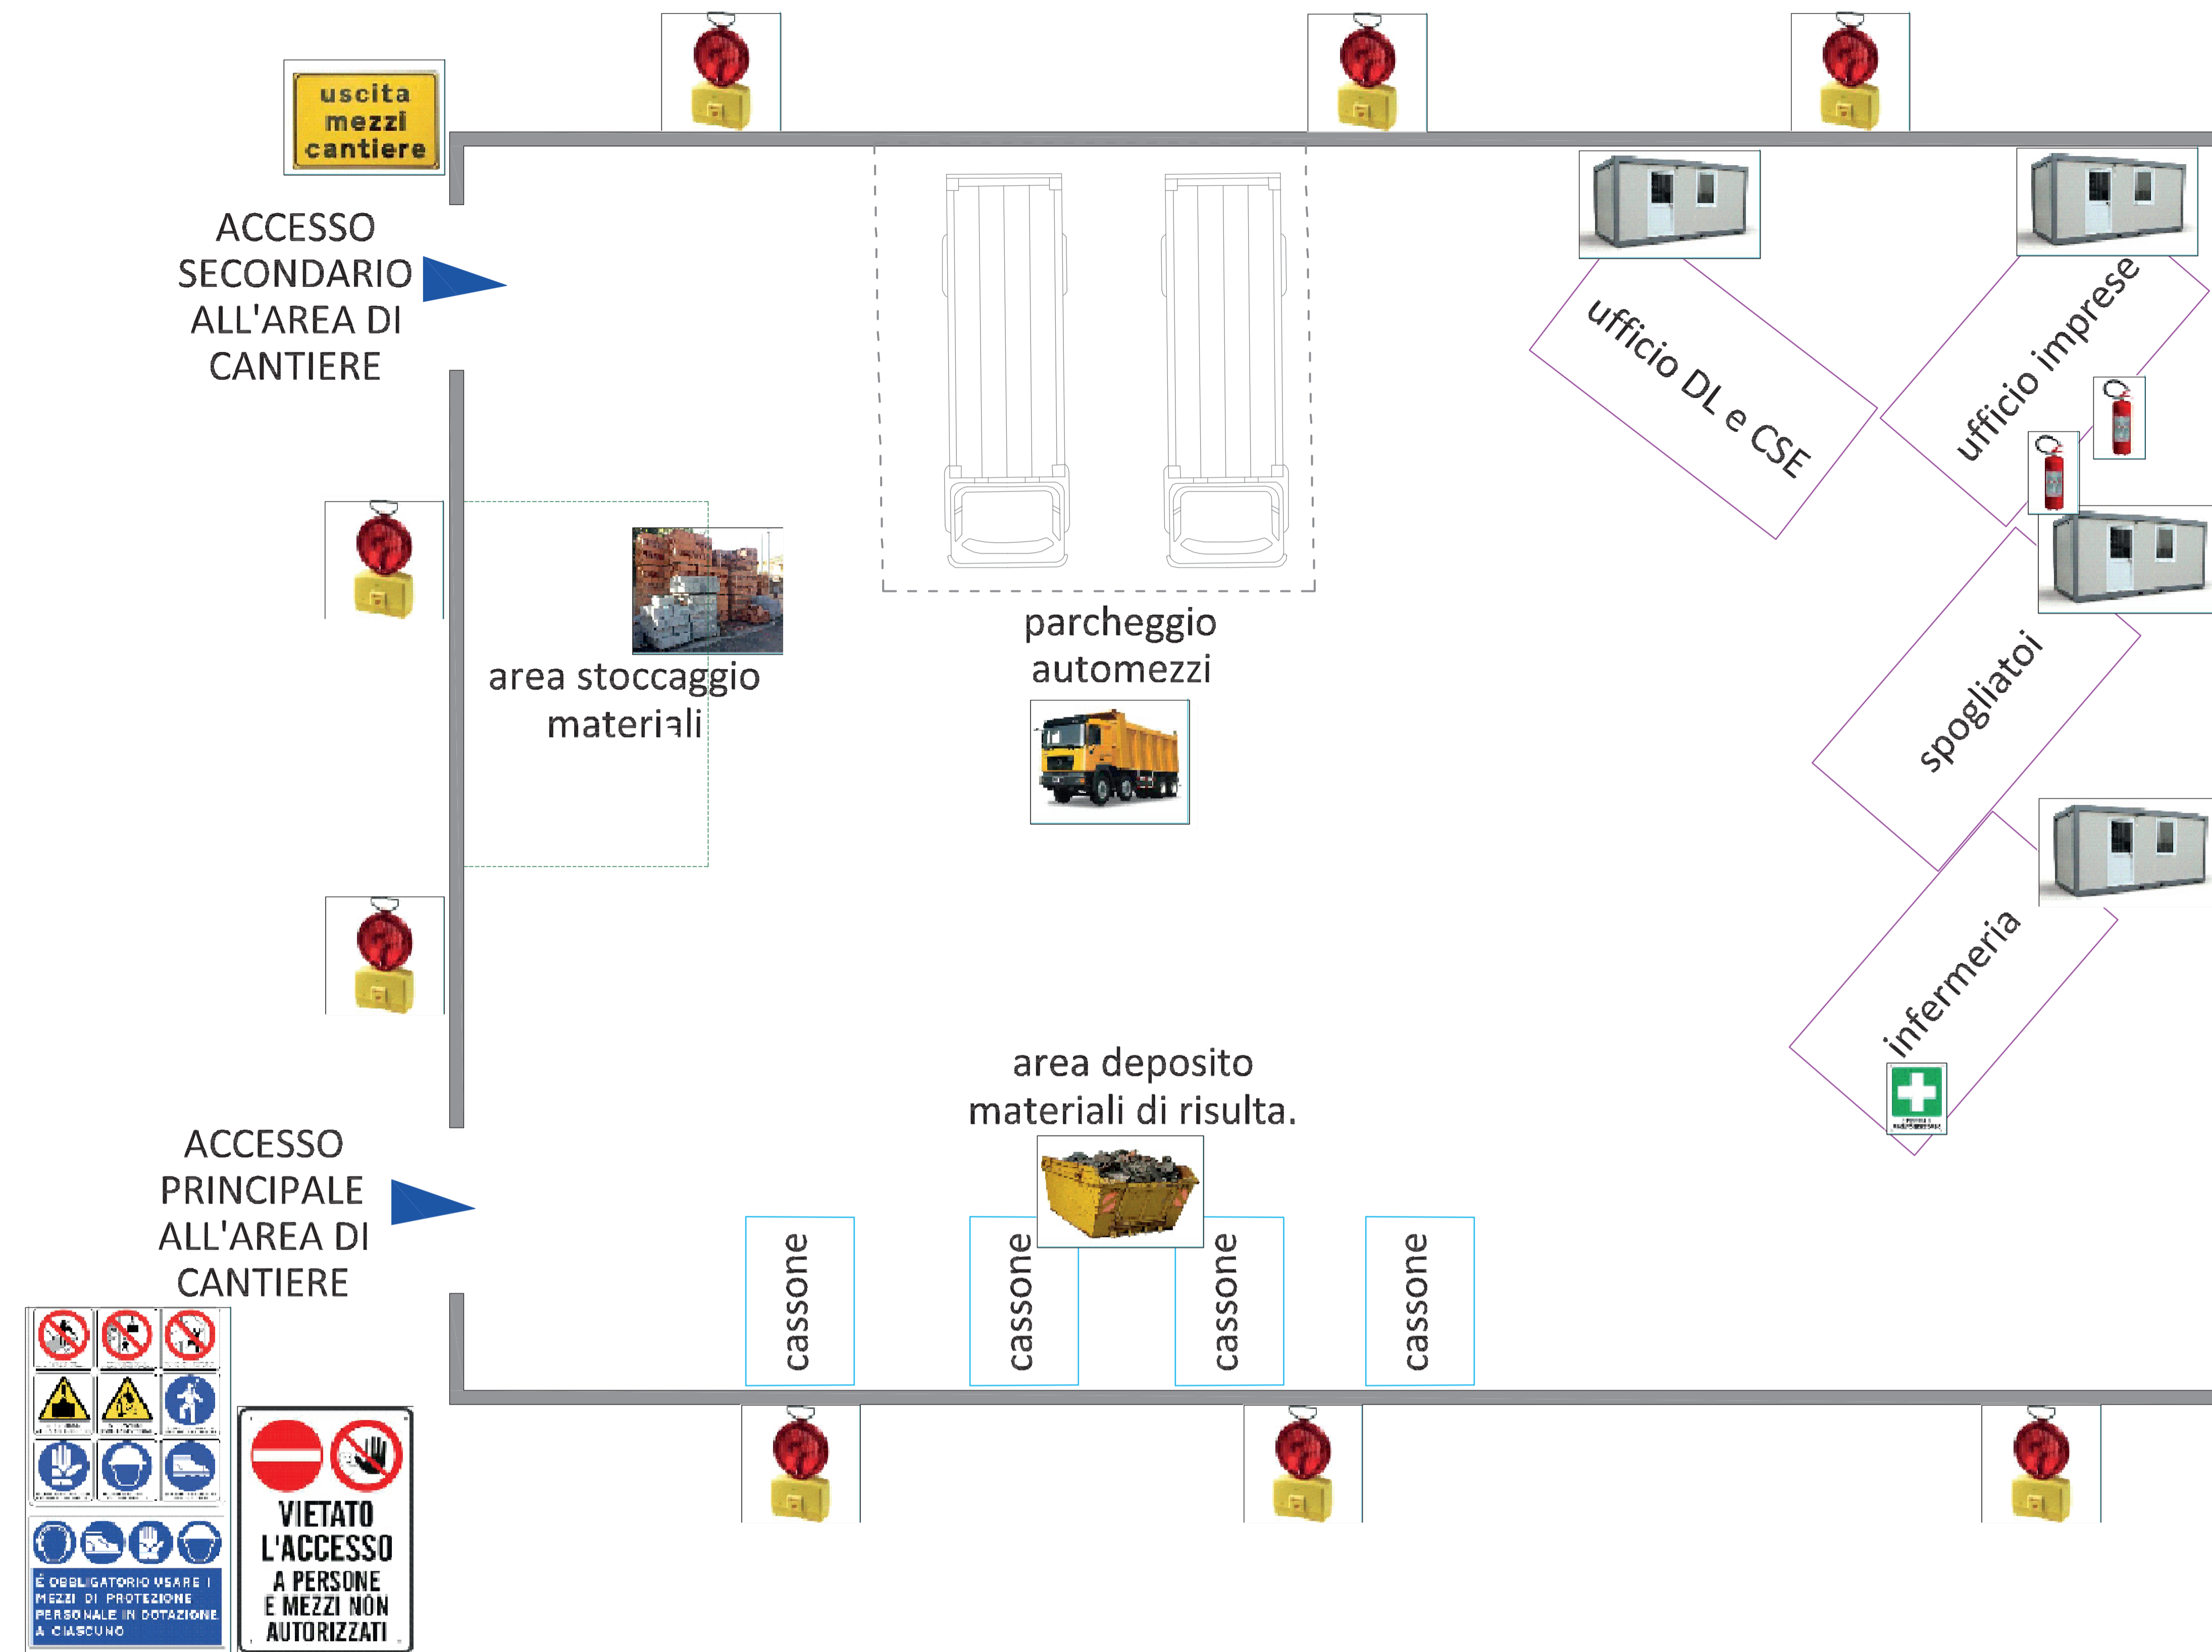 uscita
mezzi
cantiere
ACCESSO
SECONDARIO
ALL'AREA DI
CANTIERE
ufficio DL e CSE
ufficio imprese
parcheggio
automezzi
area stoccaggio
materiali
spogliatoi
infermeria
area deposito
materiali di risulta.
ACCESSO
PRINCIPALE
ALL'AREA DI
CANTIERE
cassone
cassone
cassone
cassone
VIETATO
L'ACCESSO
A PERSONE
E MEZZI NON
AUTORIZZATI
È OBBLIGATORIO USARE I
MEZZI DI PROTEZIONE
PERSONALE IN DOTAZIONE
A CIASCUNO